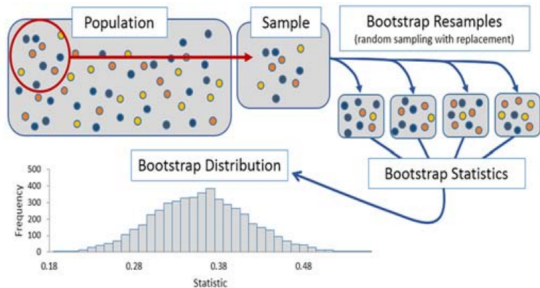 Population
Sample
Bootstrap Resamples
(random sampling with replacement)
Bootstrap Distribution
Bootstrap Statistics
Frequency
500
400
300
200
100
0
0.18
0.28
0.38
0.48
Statistic